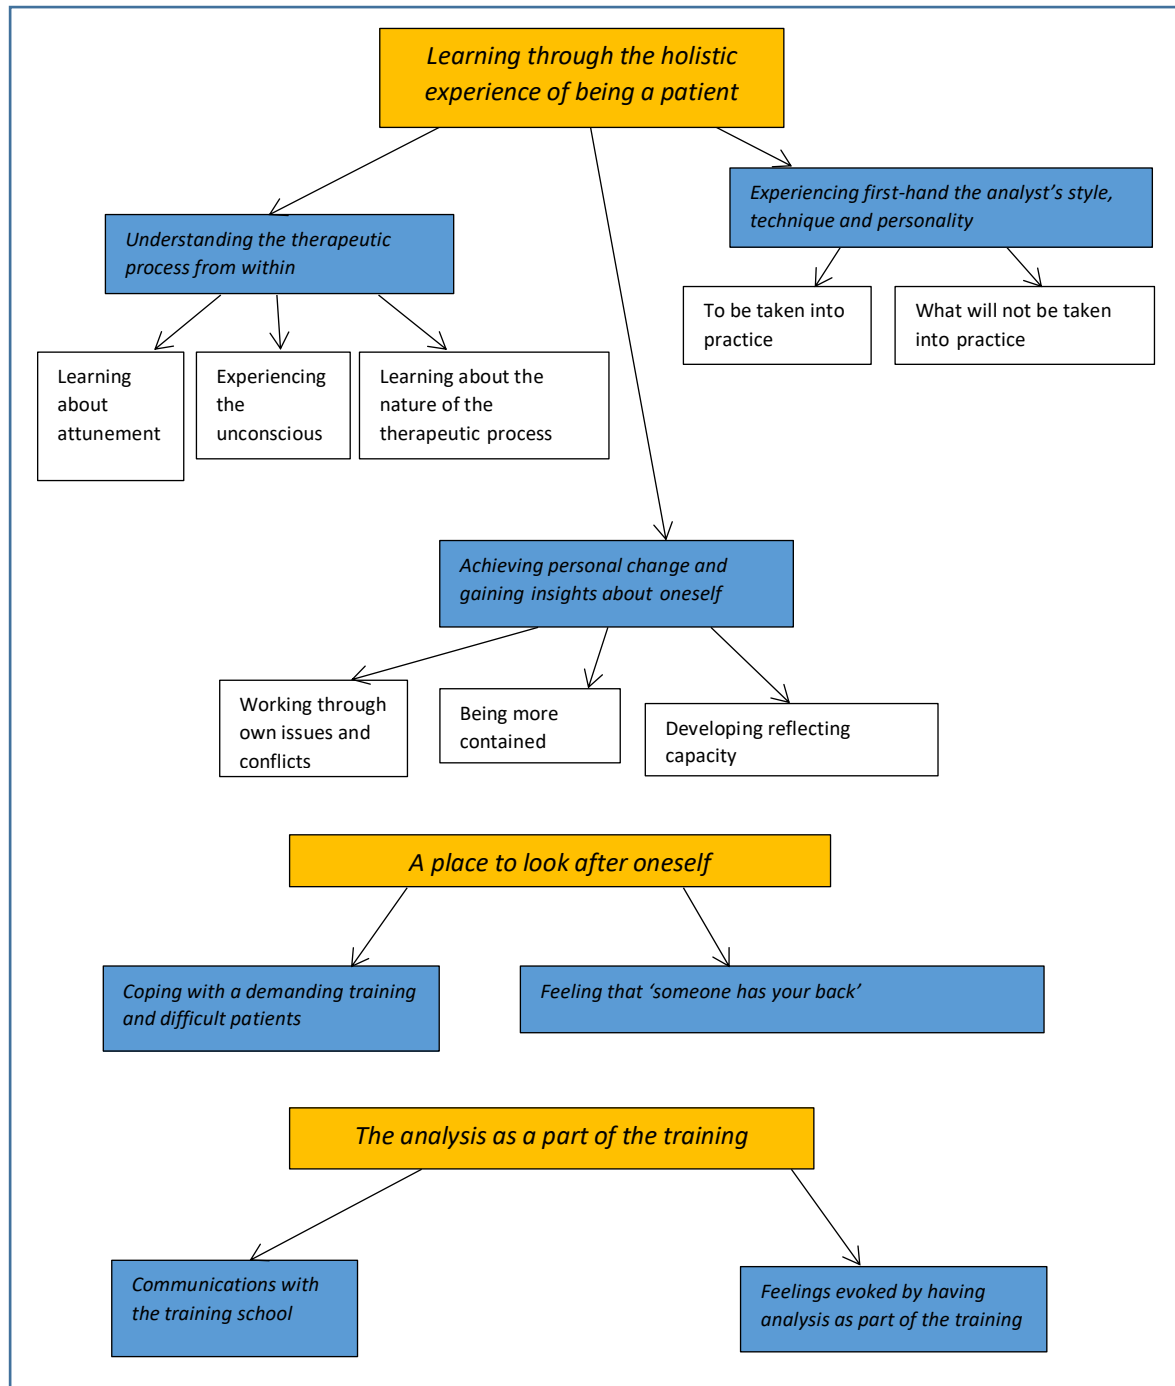 Learning through the holistic
experience of being a patient
Experiencing first-hand the analyst’s style,
technique and personality
Understanding the therapeutic
process from within
To be taken into
practice
What will not be taken
into practice
Learning
about
attunement
Experiencing
the
unconscious
Learning about the
nature of the
therapeutic process
Achieving personal change and
gaining insights about oneself
Working through
own issues and
conflicts
Being more
contained
Developing reflecting
capacity
A place to look after oneself
Coping with a demanding training
and difficult patients
Feeling that ‘someone has your back’
The analysis as a part of the training
Communications with
the training school
Feelings evoked by having
analysis as part of the training